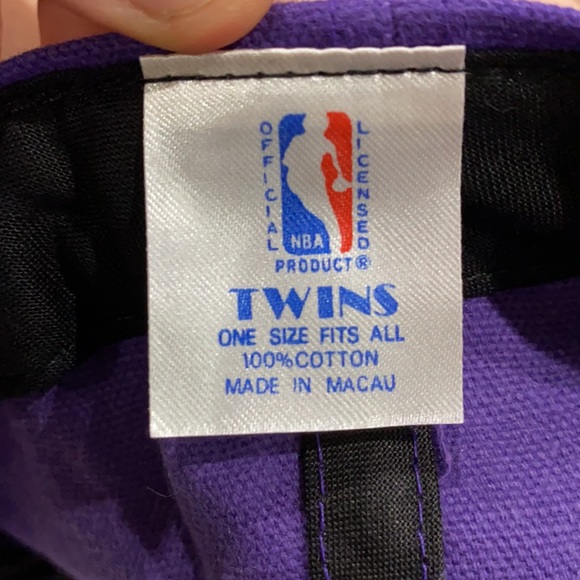 OFFICIAL
LICENSED
NBA
PRODUCT®
TWINS
ONE SIZE FITS ALL
100%COTTON
MADE IN MACAU